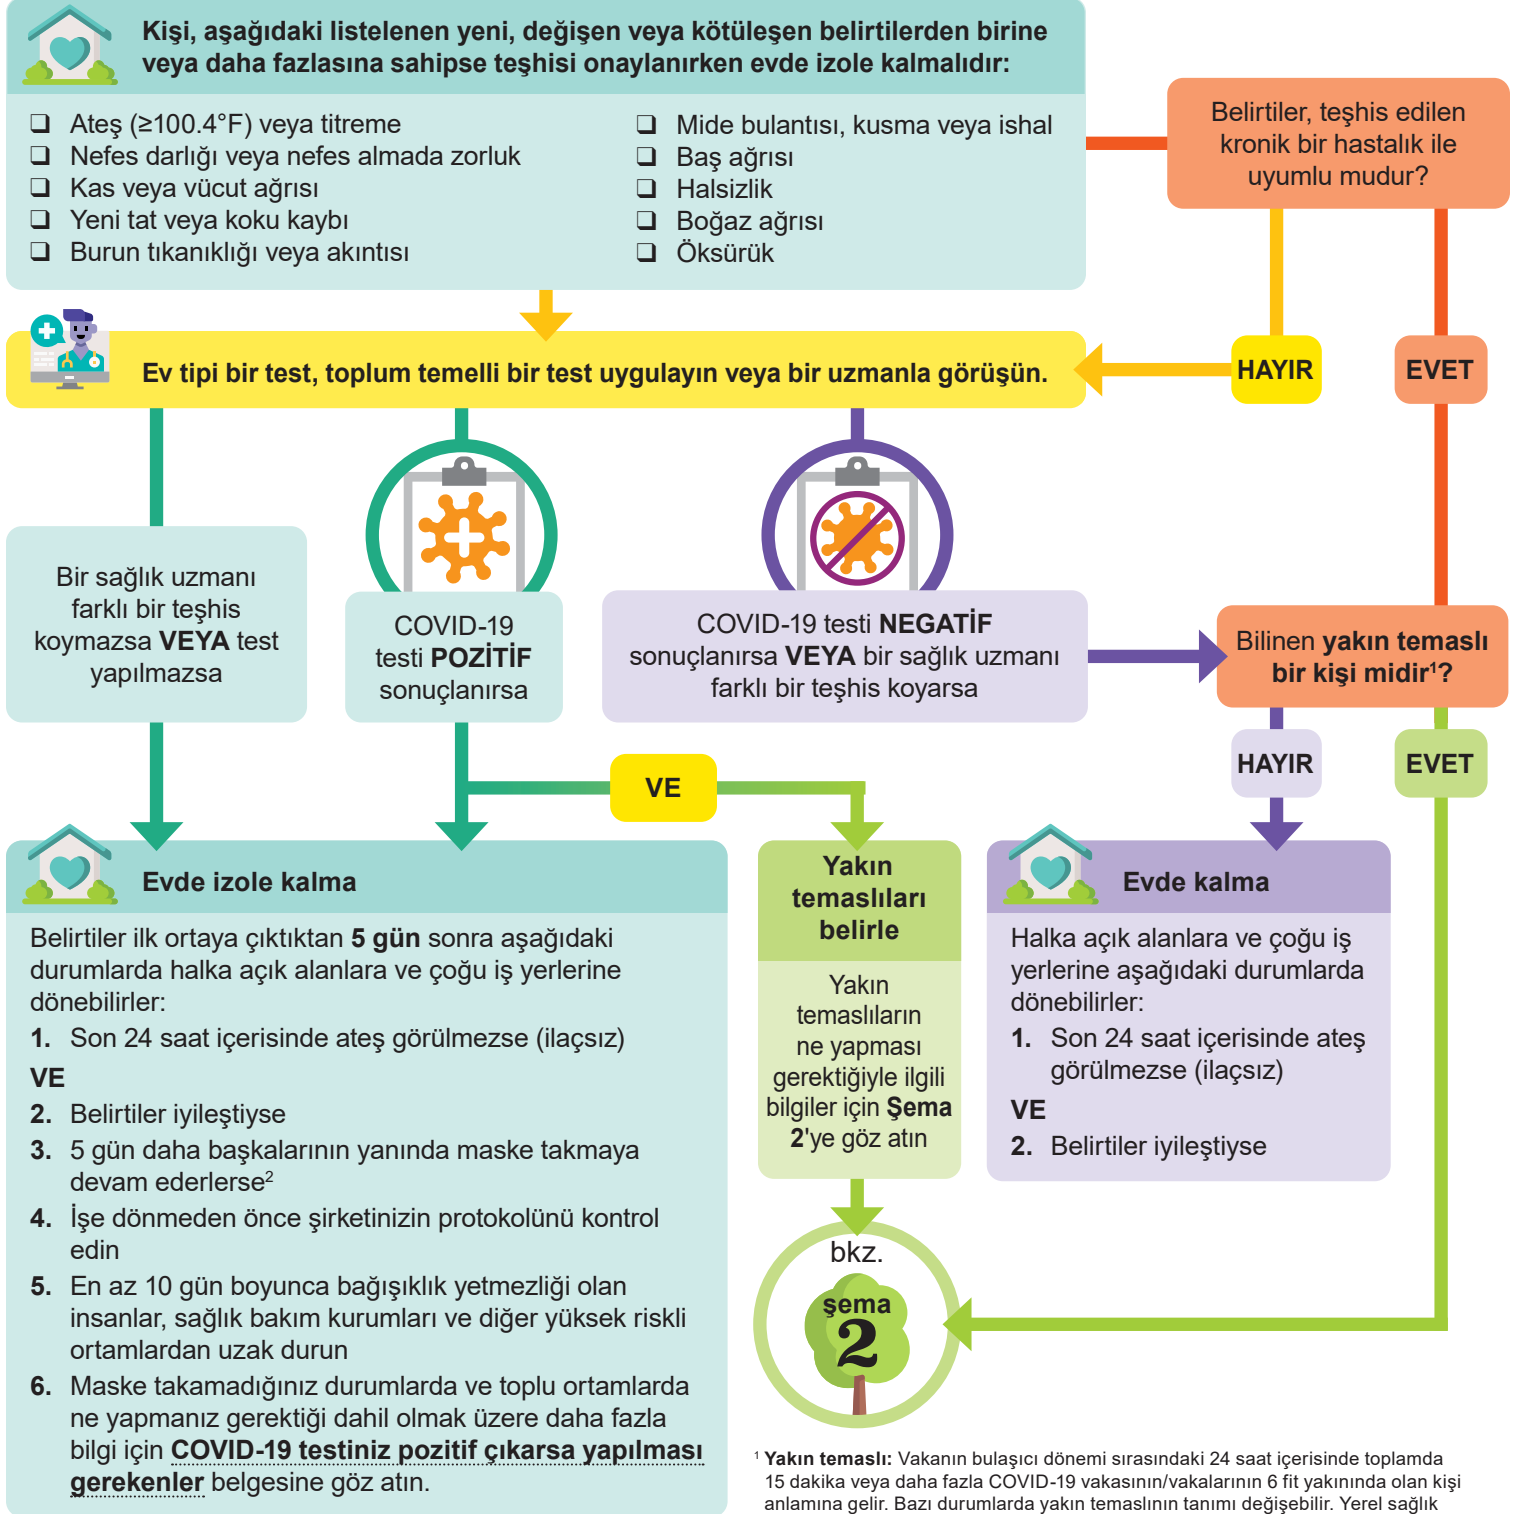 Kişi, aşağıdaki listelenen yeni, değişen veya kötüleşen belirtilerden birine
veya daha fazlasına sahipse teşhisi onaylanırken evde izole kalmalıdır:
❑ Ateş (≥100.4°F) veya titreme
❑ Nefes darlığı veya nefes almada zorluk
❑ Kas veya vücut ağrısı
❑ Yeni tat veya koku kaybı
❑ Burun tıkanıklığı veya akıntısı
❑ Mide bulantısı, kusma veya ishal
❑ Baş ağrısı
❑ Halsizlik
❑ Boğaz ağrısı
❑ Öksürük
Belirtiler, teşhis edilen
kronik bir hastalık ile
uyumlu mudur?
HAYIR
EVET
Ev tipi bir test, toplum temelli bir test uygulayın veya bir uzmanla görüşün.
Bir sağlık uzmanı
farklı bir teşhis
koymazsa VEYA test
yapılmazsa
COVID-19
testi POZİTİF
sonuçlanırsa
COVID-19 testi NEGATİF
sonuçlanırsa VEYA bir sağlık uzmanı
farklı bir teşhis koyarsa
Bilinen yakın temaslı
bir kişi midir¹?
HAYIR
EVET
VE
Evde izole kalma
Belirtiler ilk ortaya çıktıktan 5 gün sonra aşağıdaki
durumlarda halka açık alanlara ve çoğu iş yerlerine
dönebilirler:
1. Son 24 saat içerisinde ateş görülmezse (ilaçsız)
VE
2. Belirtiler iyileştiyse
3. 5 gün daha başkalarının yanında maske takmaya
devam ederlerse²
4. İşe dönmeden önce şirketinizin protokolünü kontrol
edin
5. En az 10 gün boyunca bağışıklık yetmezliği olan
insanlar, sağlık bakım kurumları ve diğer yüksek riskli
ortamlardan uzak durun
6. Maske takamadığınız durumlarda ve toplu ortamlarda
ne yapmanız gerektiği dahil olmak üzere daha fazla
bilgi için COVID-19 testiniz pozitif çıkarsa yapılması
gerekenler belgesine göz atın.
Yakın
temaslıları
belirle
Yakın
temaslıların
ne yapması
gerektiğiyle ilgili
bilgiler için Şema
2'ye göz atın
bkz.
şema
2
Evde kalma
Halka açık alanlara ve çoğu iş
yerlerine aşağıdaki durumlarda
dönebilirler:
1. Son 24 saat içerisinde ateş
görülmezse (ilaçsız)
VE
2. Belirtiler iyileştiyse
¹ Yakın temaslı: Vakanın bulaşıcı dönemi sırasındaki 24 saat içerisinde toplamda
15 dakika veya daha fazla COVID-19 vakasının/vakalarının 6 fit yakınında olan kişi
anlamına gelir. Bazı durumlarda yakın temaslının tanımı değişebilir. Yerel sağlık